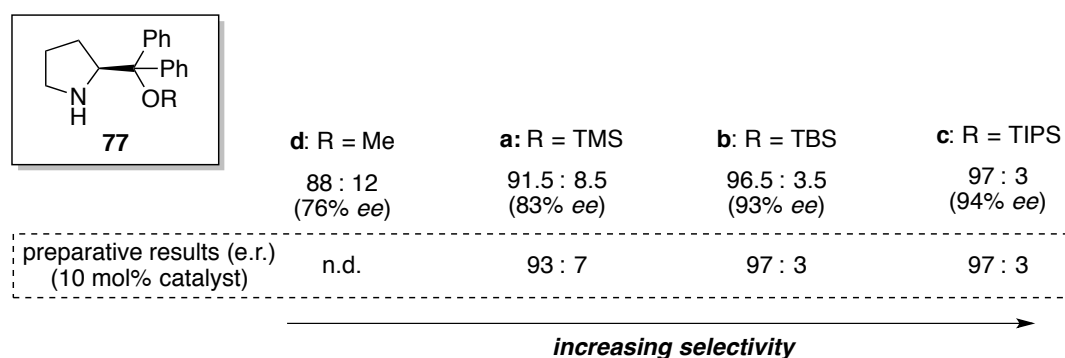 Ph
Ph
N
H
OR
77
d: R = Me
a: R = TMS
b: R = TBS
c: R = TIPS
88 : 12
(76% ee)
91.5 : 8.5
(83% ee)
96.5 : 3.5
(93% ee)
97 : 3
(94% ee)
preparative results (e.r.)
(10 mol% catalyst)
n.d.
93 : 7
97 : 3
97 : 3
increasing selectivity